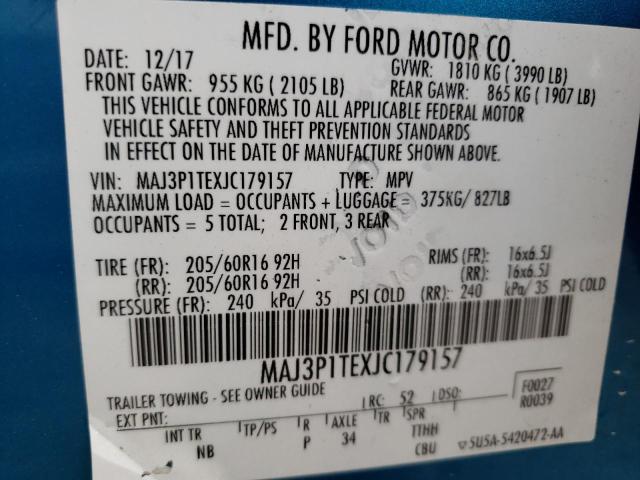 MFD. BY FORD MOTOR CO.
DATE: 12/17 GVWR: 1810 KG ( 3990 LB)
FRONT GAWR: 955 KG ( 2105 LB) REAR GAWR: 865 KG ( 1907 LB)
THIS VEHICLE CONFORMS TO ALL APPLICABLE FEDERAL MOTOR
VEHICLE SAFETY AND THEFT PREVENTION STANDARDS
IN EFFECT ON THE DATE OF MANUFACTURE SHOWN ABOVE.
VIN: MAJ3P1TEXJC179157 TYPE: MPV
MAXIMUM LOAD = OCCUPANTS + LUGGAGE = 375KG/ 827LB
OCCUPANTS = 5 TOTAL; 2 FRONT, 3 REAR
VOID
TIRE (FR): 205/60R16 92H RIMS (FR): 16x6.5J
(RR): 205/60R16 92H (RR): 16x6.5J
PRESSURE (FR): 240 kPa/ 35 PSI COLD (RR): 240 kPa/ 35 PSI COLD
MAJ3P1TEXJC179157
TRAILER TOWING - SEE OWNER GUIDE RC: 52 DSO: F0027
EXT PNT: R0039
INT TR TP/PS R AXLE TR SPR
NB P 34 TTHH
CBU 5U5A-5420472-AA